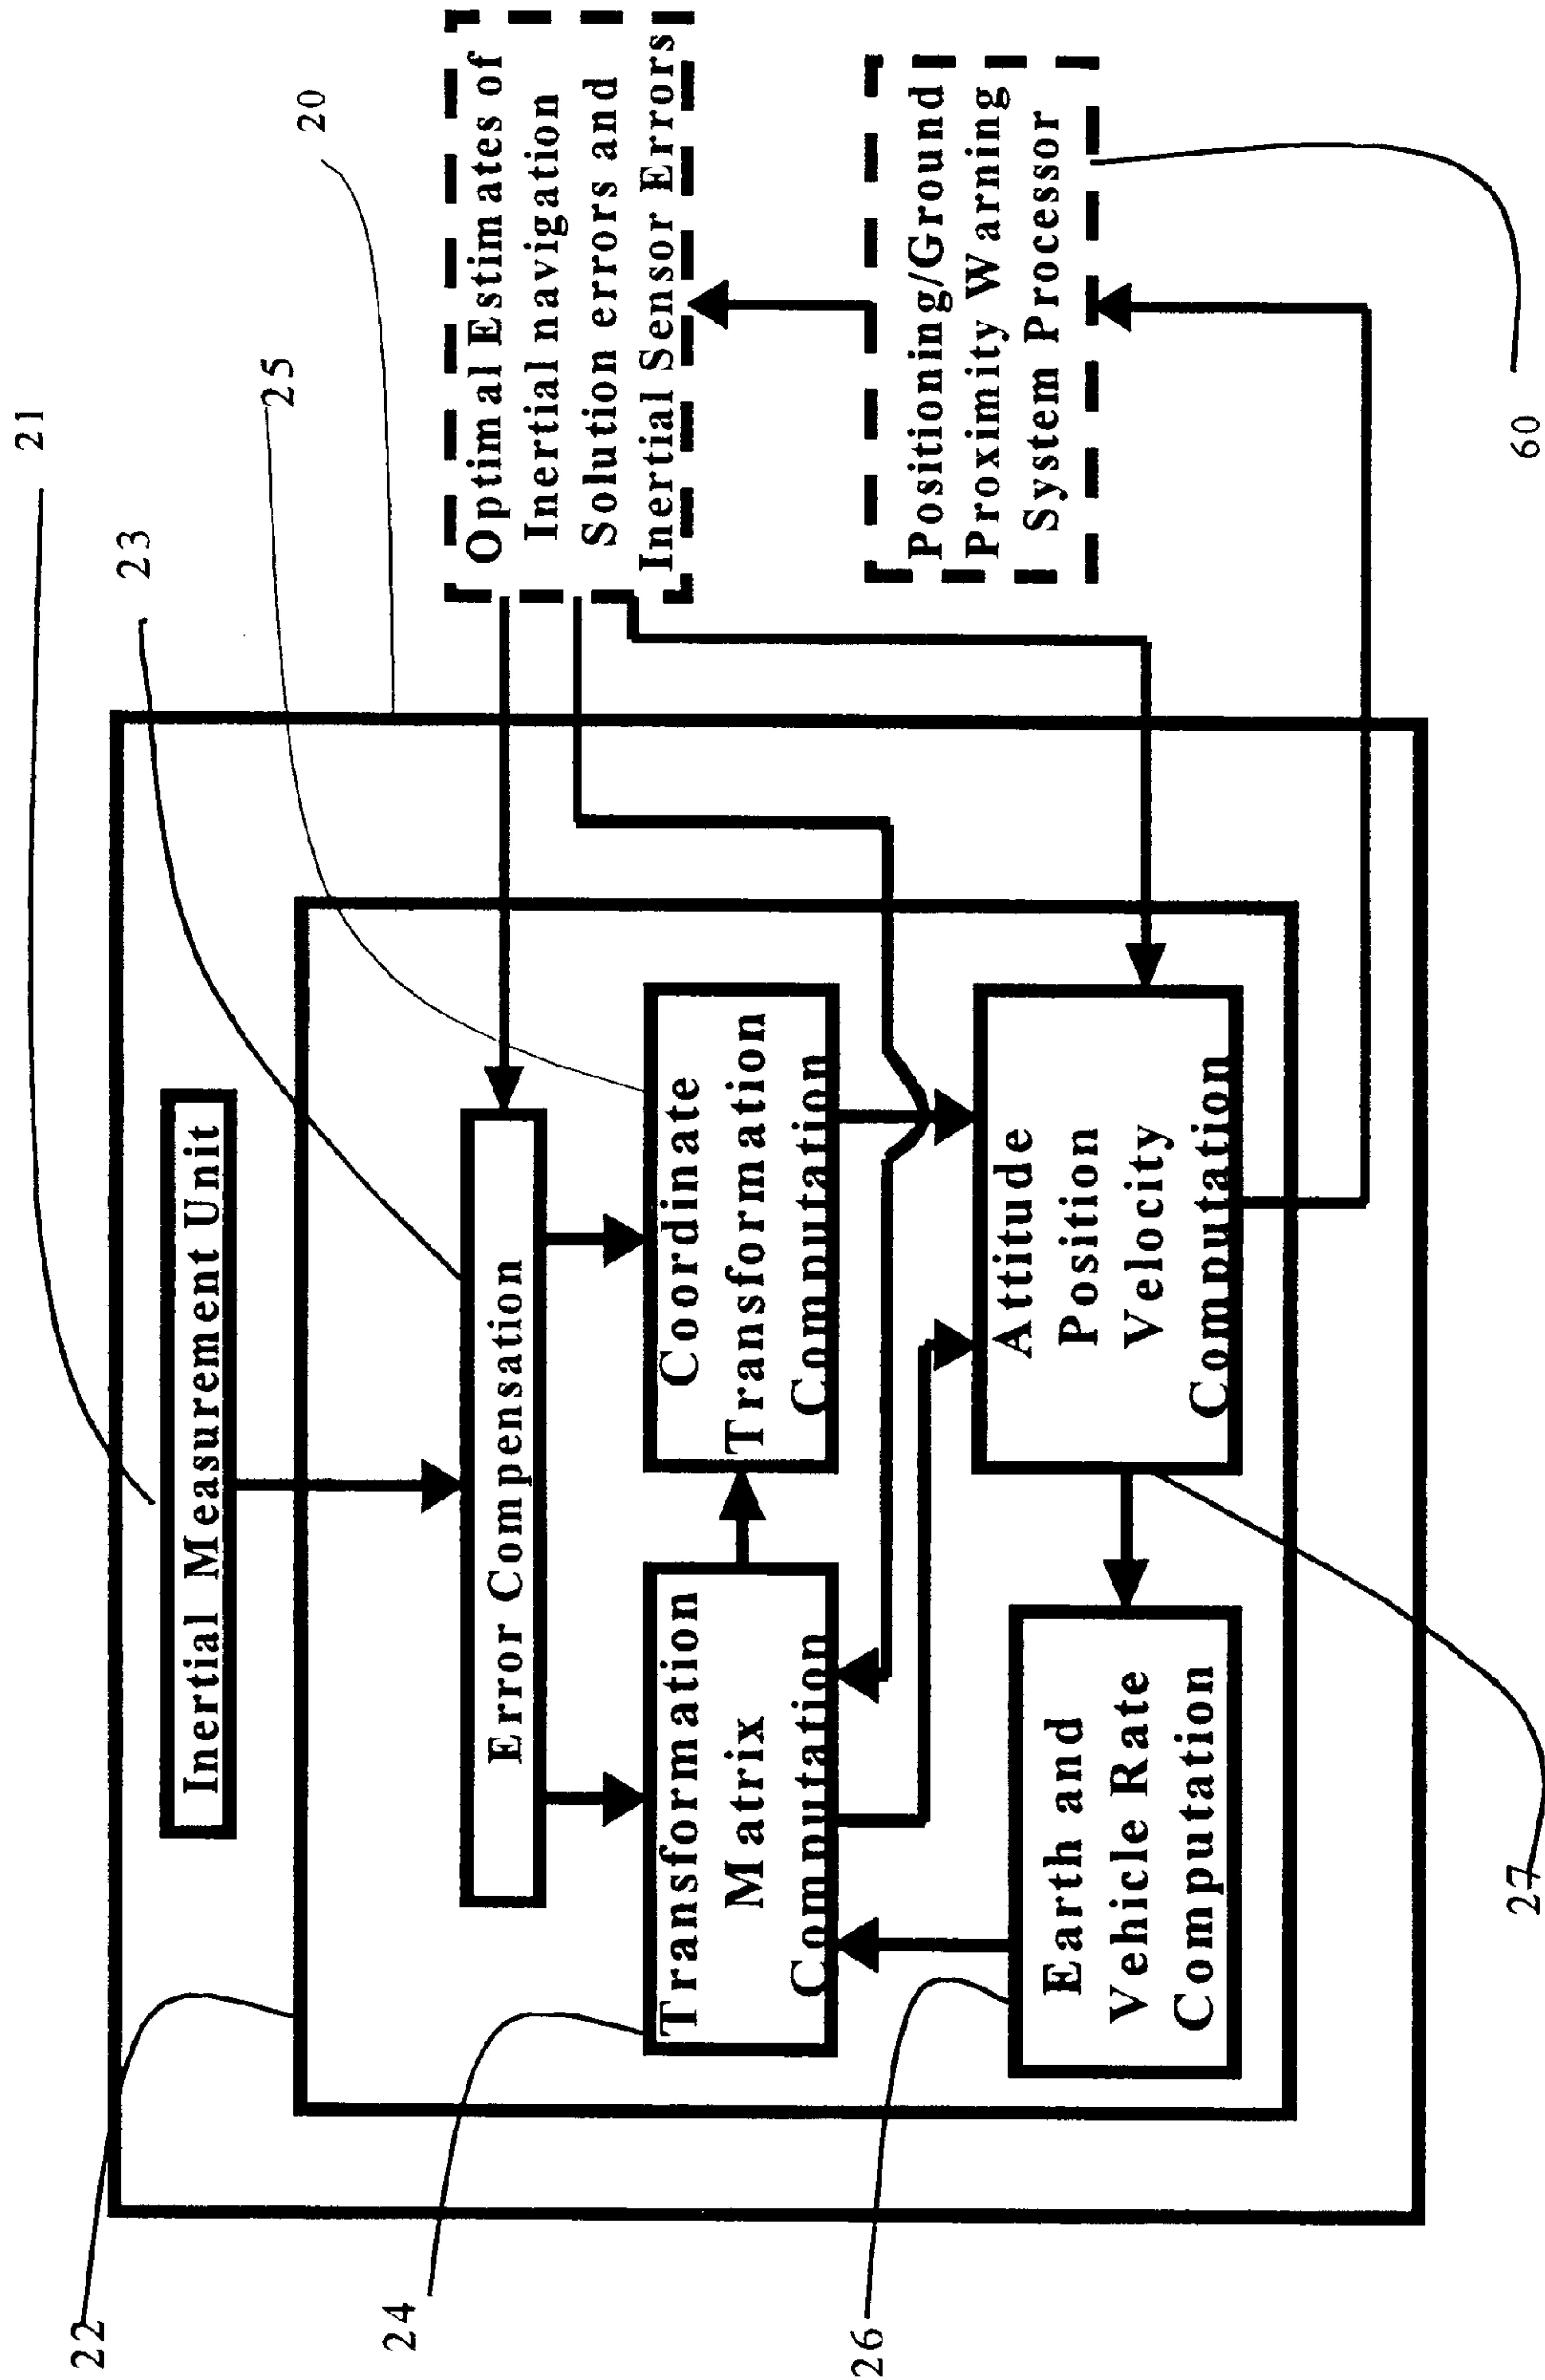 21
23
25
20
Inertial Measurement Unit
Error Compensation
Transformation
Matrix
Computation
Coordinate
Transformation
Computation
Earth and
Vehicle Rate
Computation
Attitude
Position
Velocity
Computation
Optimal Estimates of
Inertial navigation
Solution errors and
Inertial Sensor Errors
Positioning/Ground
Proximity Warning
System Processor
22
24
26
27
60